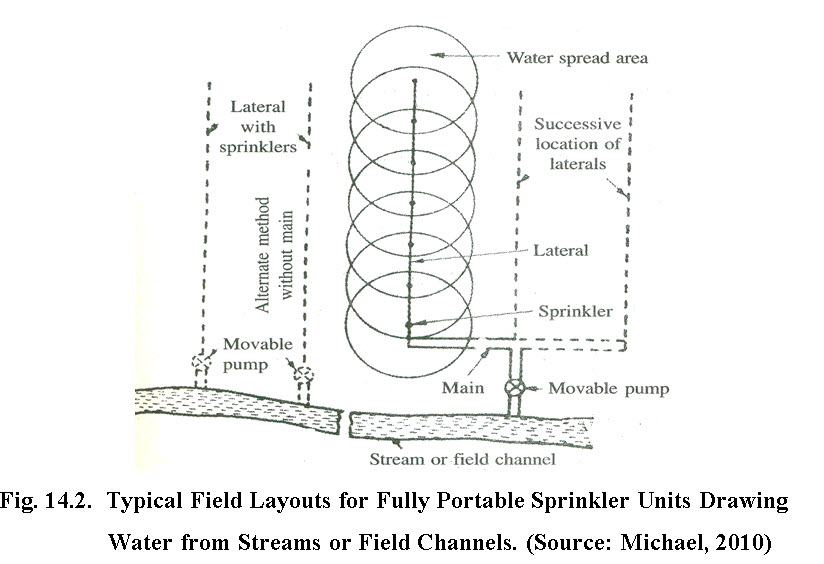 Water spread area
Lateral
with
sprinklers
Successive
location of
laterals
Alternate method
without main
Lateral
Sprinkler
Movable
pump
Main
Movable pump
Stream or field channel
Fig. 14.2. Typical Field Layouts for Fully Portable Sprinkler Units Drawing
Water from Streams or Field Channels. (Source: Michael, 2010)